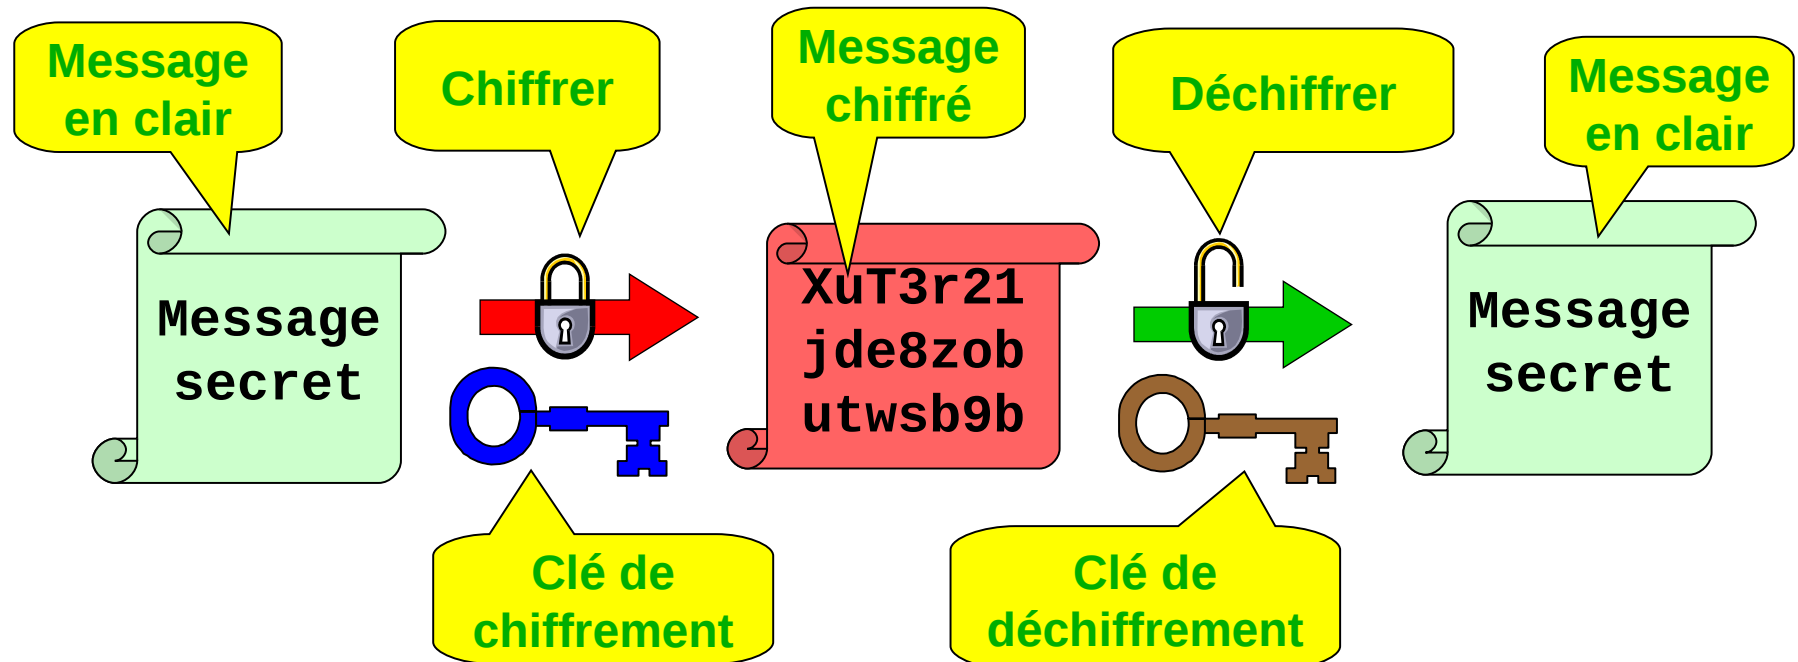 Message
en clair
Chiffrer
Message
chiffré
Déchiffrer
Message
en clair
Message
secret
XuT3r21
jde8zob
utwsb9b
Message
secret
Clé de
chiffrement
Clé de
déchiffrement